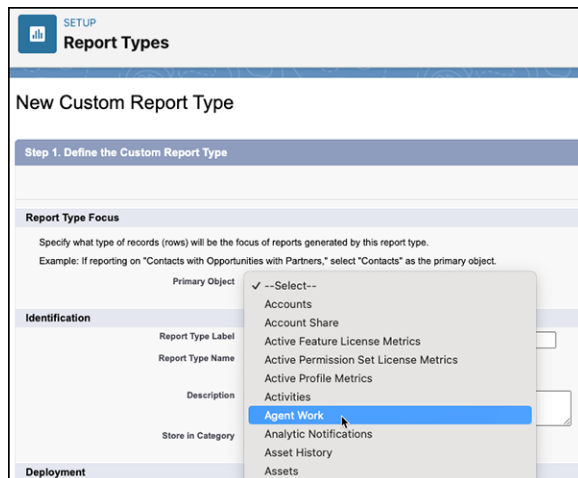 SETUP
Report Types
New Custom Report Type
Step 1. Define the Custom Report Type
Report Type Focus
Specify what type of records (rows) will be the focus of reports generated by this report type.
Example: If reporting on "Contacts with Opportunities with Partners," select "Contacts" as the primary object.
Primary Object
✓ --Select--
Accounts
Account Share
Active Feature License Metrics
Active Permission Set License Metrics
Active Profile Metrics
Activities
Agent Work
Analytic Notifications
Asset History
Assets
Identification
Report Type Label
Report Type Name
Description
Store in Category
Deployment